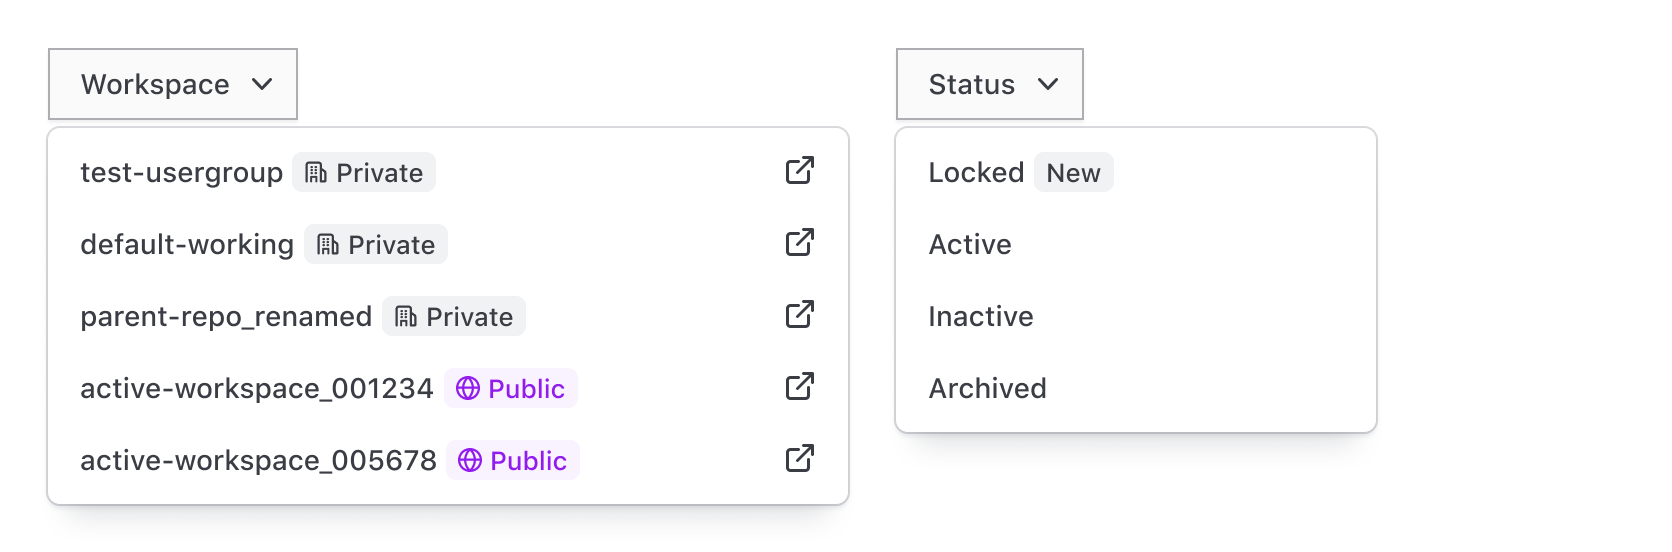 Workspace
test-usergroup Private
default-working Private
parent-repo_renamed Private
active-workspace_001234 Public
active-workspace_005678 Public
Status
Locked New
Active
Inactive
Archived